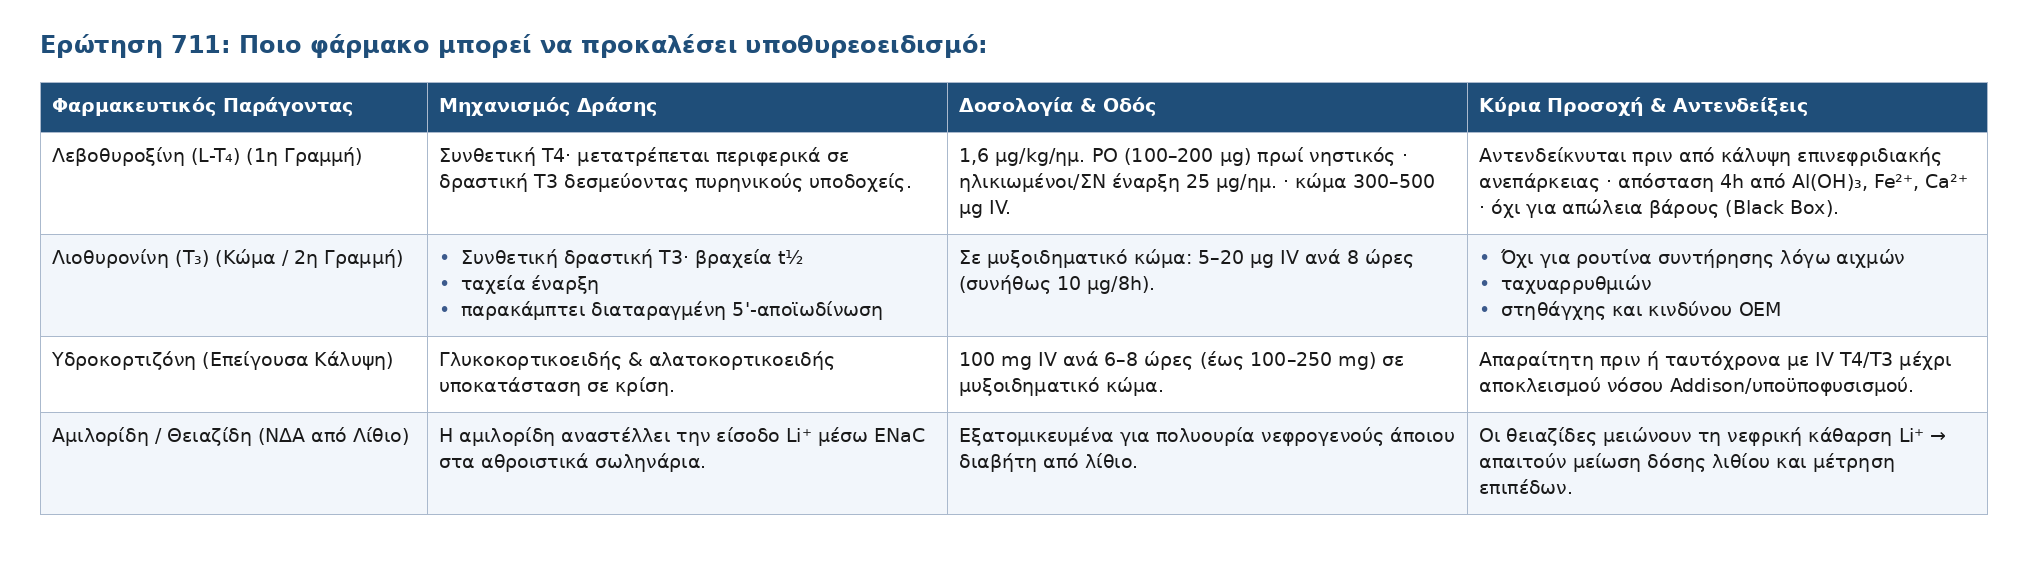 Ερώτηση 711: Ποιο φάρμακο μπορεί να προκαλέσει υποθυρεοειδισμό:
Φαρμακευτικός Παράγοντας
Μηχανισμός Δράσης
Δοσολογία & Οδός
Κύρια Προσοχή & Αντενδείξεις
Λεβοθυροξίνη (L-T₄) (1η Γραμμή)
Συνθετική Τ4· μετατρέπεται περιφερικά σε
δραστική Τ3 δεσμεύοντας πυρηνικούς υποδοχείς.
1,6 μg/kg/ημ. PO (100–200 μg) πρωί νηστικός ·
ηλικιωμένοι/ΣΝ έναρξη 25 μg/ημ. · κώμα 300–500
μg IV.
Αντενδείκνυται πριν από κάλυψη επινεφριδιακής
ανεπάρκειας · απόσταση 4h από Al(OH)₃, Fe²⁺, Ca²⁺
· όχι για απώλεια βάρους (Black Box).
Λιοθυρονίνη (T₃) (Κώμα / 2η Γραμμή)
• Συνθετική δραστική Τ3· βραχεία t½
• ταχεία έναρξη
• παρακάμπτει διαταραγμένη 5'-αποϊωδίνωση
Σε μυξοιδηματικό κώμα: 5–20 μg IV ανά 8 ώρες
(συνήθως 10 μg/8h).
• Όχι για ρουτίνα συντήρησης λόγω αιχμών
• ταχυαρρυθμιών
• στηθάγχης και κινδύνου ΟΕΜ
Υδροκορτιζόνη (Επείγουσα Κάλυψη)
Γλυκοκορτικοειδής & αλατοκορτικοειδής
υποκατάσταση σε κρίση.
100 mg IV ανά 6–8 ώρες (έως 100–250 mg) σε
μυξοιδηματικό κώμα.
Απαραίτητη πριν ή ταυτόχρονα με IV T4/T3 μέχρι
αποκλεισμού νόσου Addison/υποϋποφυσισμού.
Αμιλορίδη / Θειαζίδη (ΝΔΑ από Λίθιο)
Η αμιλορίδη αναστέλλει την είσοδο Li⁺ μέσω ENaC
στα αθροιστικά σωληνάρια.
Εξατομικευμένα για πολυουρία νεφρογενούς άποιου
διαβήτη από λίθιο.
Οι θειαζίδες μειώνουν τη νεφρική κάθαρση Li⁺ →
απαιτούν μείωση δόσης λιθίου και μέτρηση
επιπέδων.